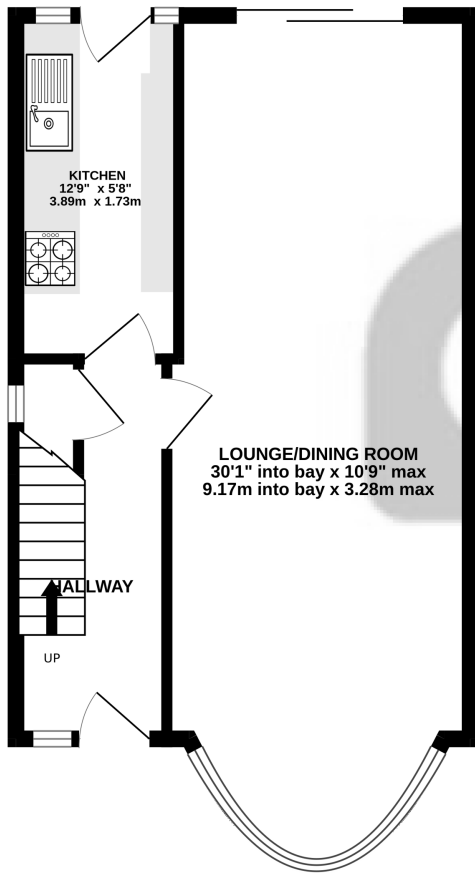 KITCHEN
12'9" x 5'8"
3.89m x 1.73m
LOUNGE/DINING ROOM
30'1" into bay x 10'9" max
9.17m into bay x 3.28m max
HALLWAY
UP